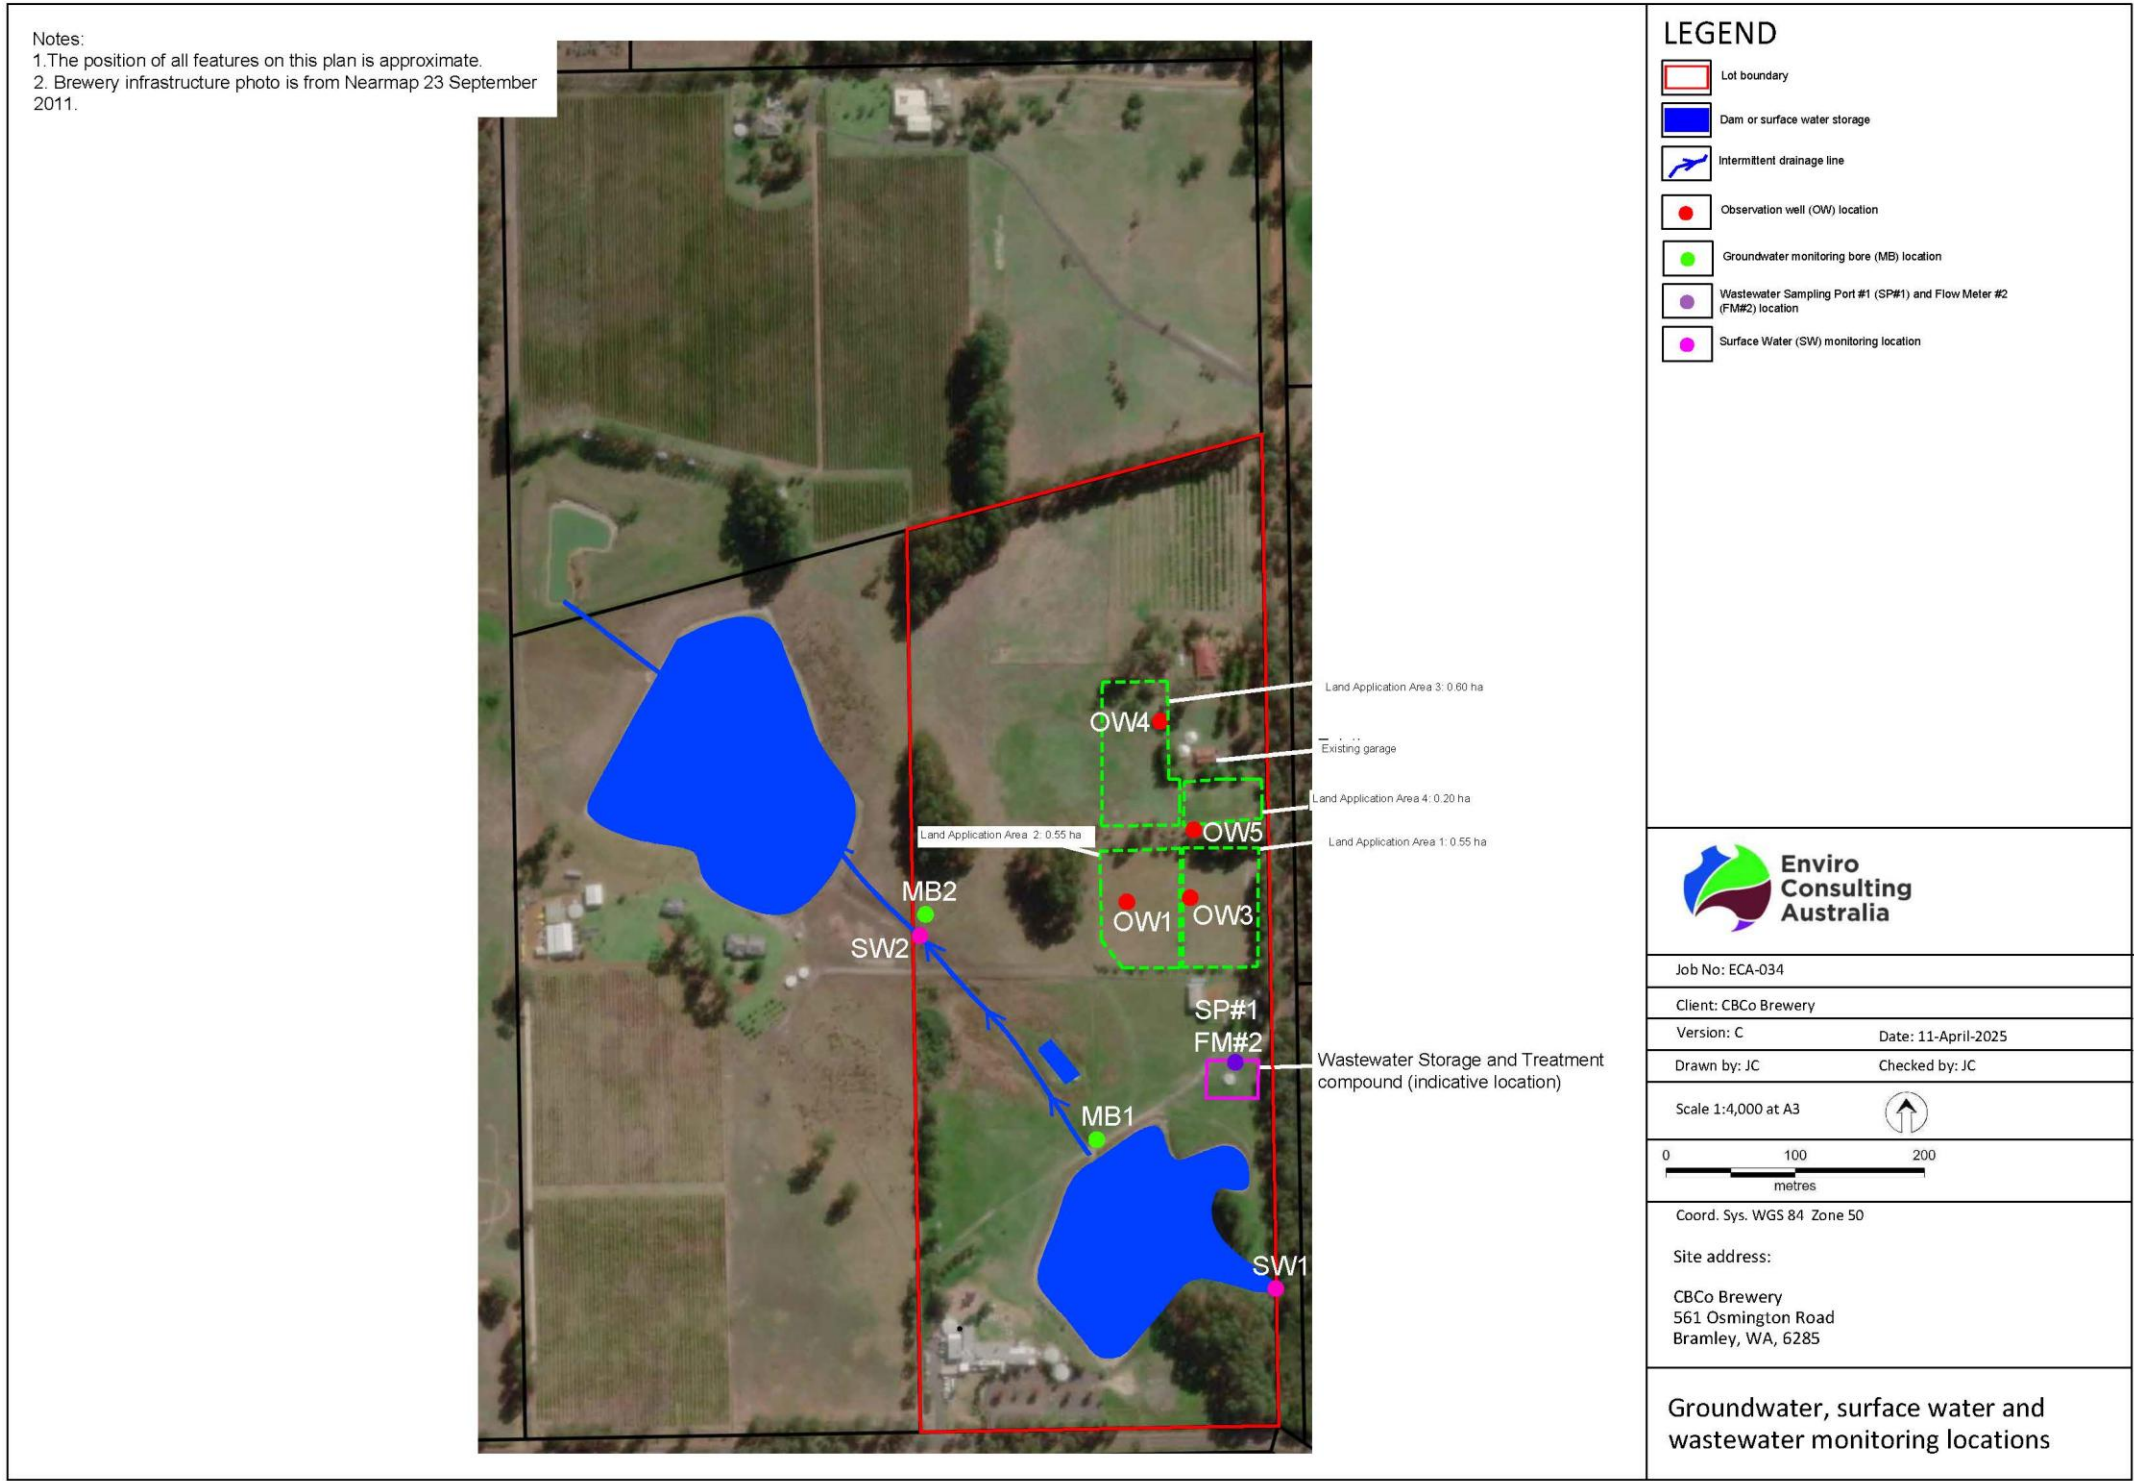 Notes:
1.The position of all features on this plan is approximate.
2. Brewery infrastructure photo is from Nearmap 23 September
2011.
Land Application Area 3: 0.60 ha
OW4
Existing garage
Land Application Area 4: 0.20 ha
OW5
Land Application Area 2: 0.55 ha
Land Application Area 1: 0.55 ha
MB2
OW1
OW3
SW2
SP#1
FM#2
Wastewater Storage and Treatment
compound (indicative location)
MB1
SW1
LEGEND
Lot boundary
Dam or surface water storage
Intermittent drainage line
Observation well (OW) location
Groundwater monitoring bore (MB) location
Wastewater Sampling Port #1 (SP#1) and Flow Meter #2
(FM#2) location
Surface Water (SW) monitoring location
Enviro
Consulting
Australia
Job No: ECA-034
Client: CBCo Brewery
Version: C Date: 11-April-2025
Drawn by: JC Checked by: JC
Scale 1:4,000 at A3
0 100 200
metres
Coord. Sys. WGS 84 Zone 50
Site address:
CBCo Brewery
561 Osmington Road
Bramley, WA, 6285
Groundwater, surface water and
wastewater monitoring locations